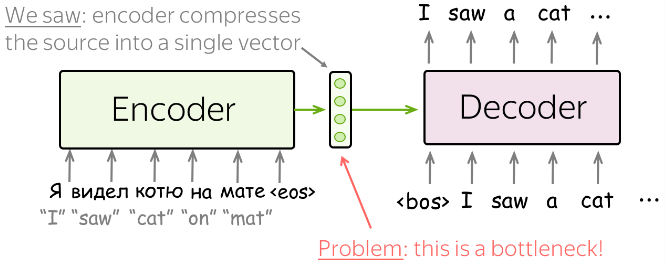 We saw: encoder compresses
the source into a single vector
I saw a cat ...
Encoder
Decoder
Я видел котю на мате <eos>
"I" "saw" "cat" "on" "mat"
<bos> I saw a cat ...
Problem: this is a bottleneck!